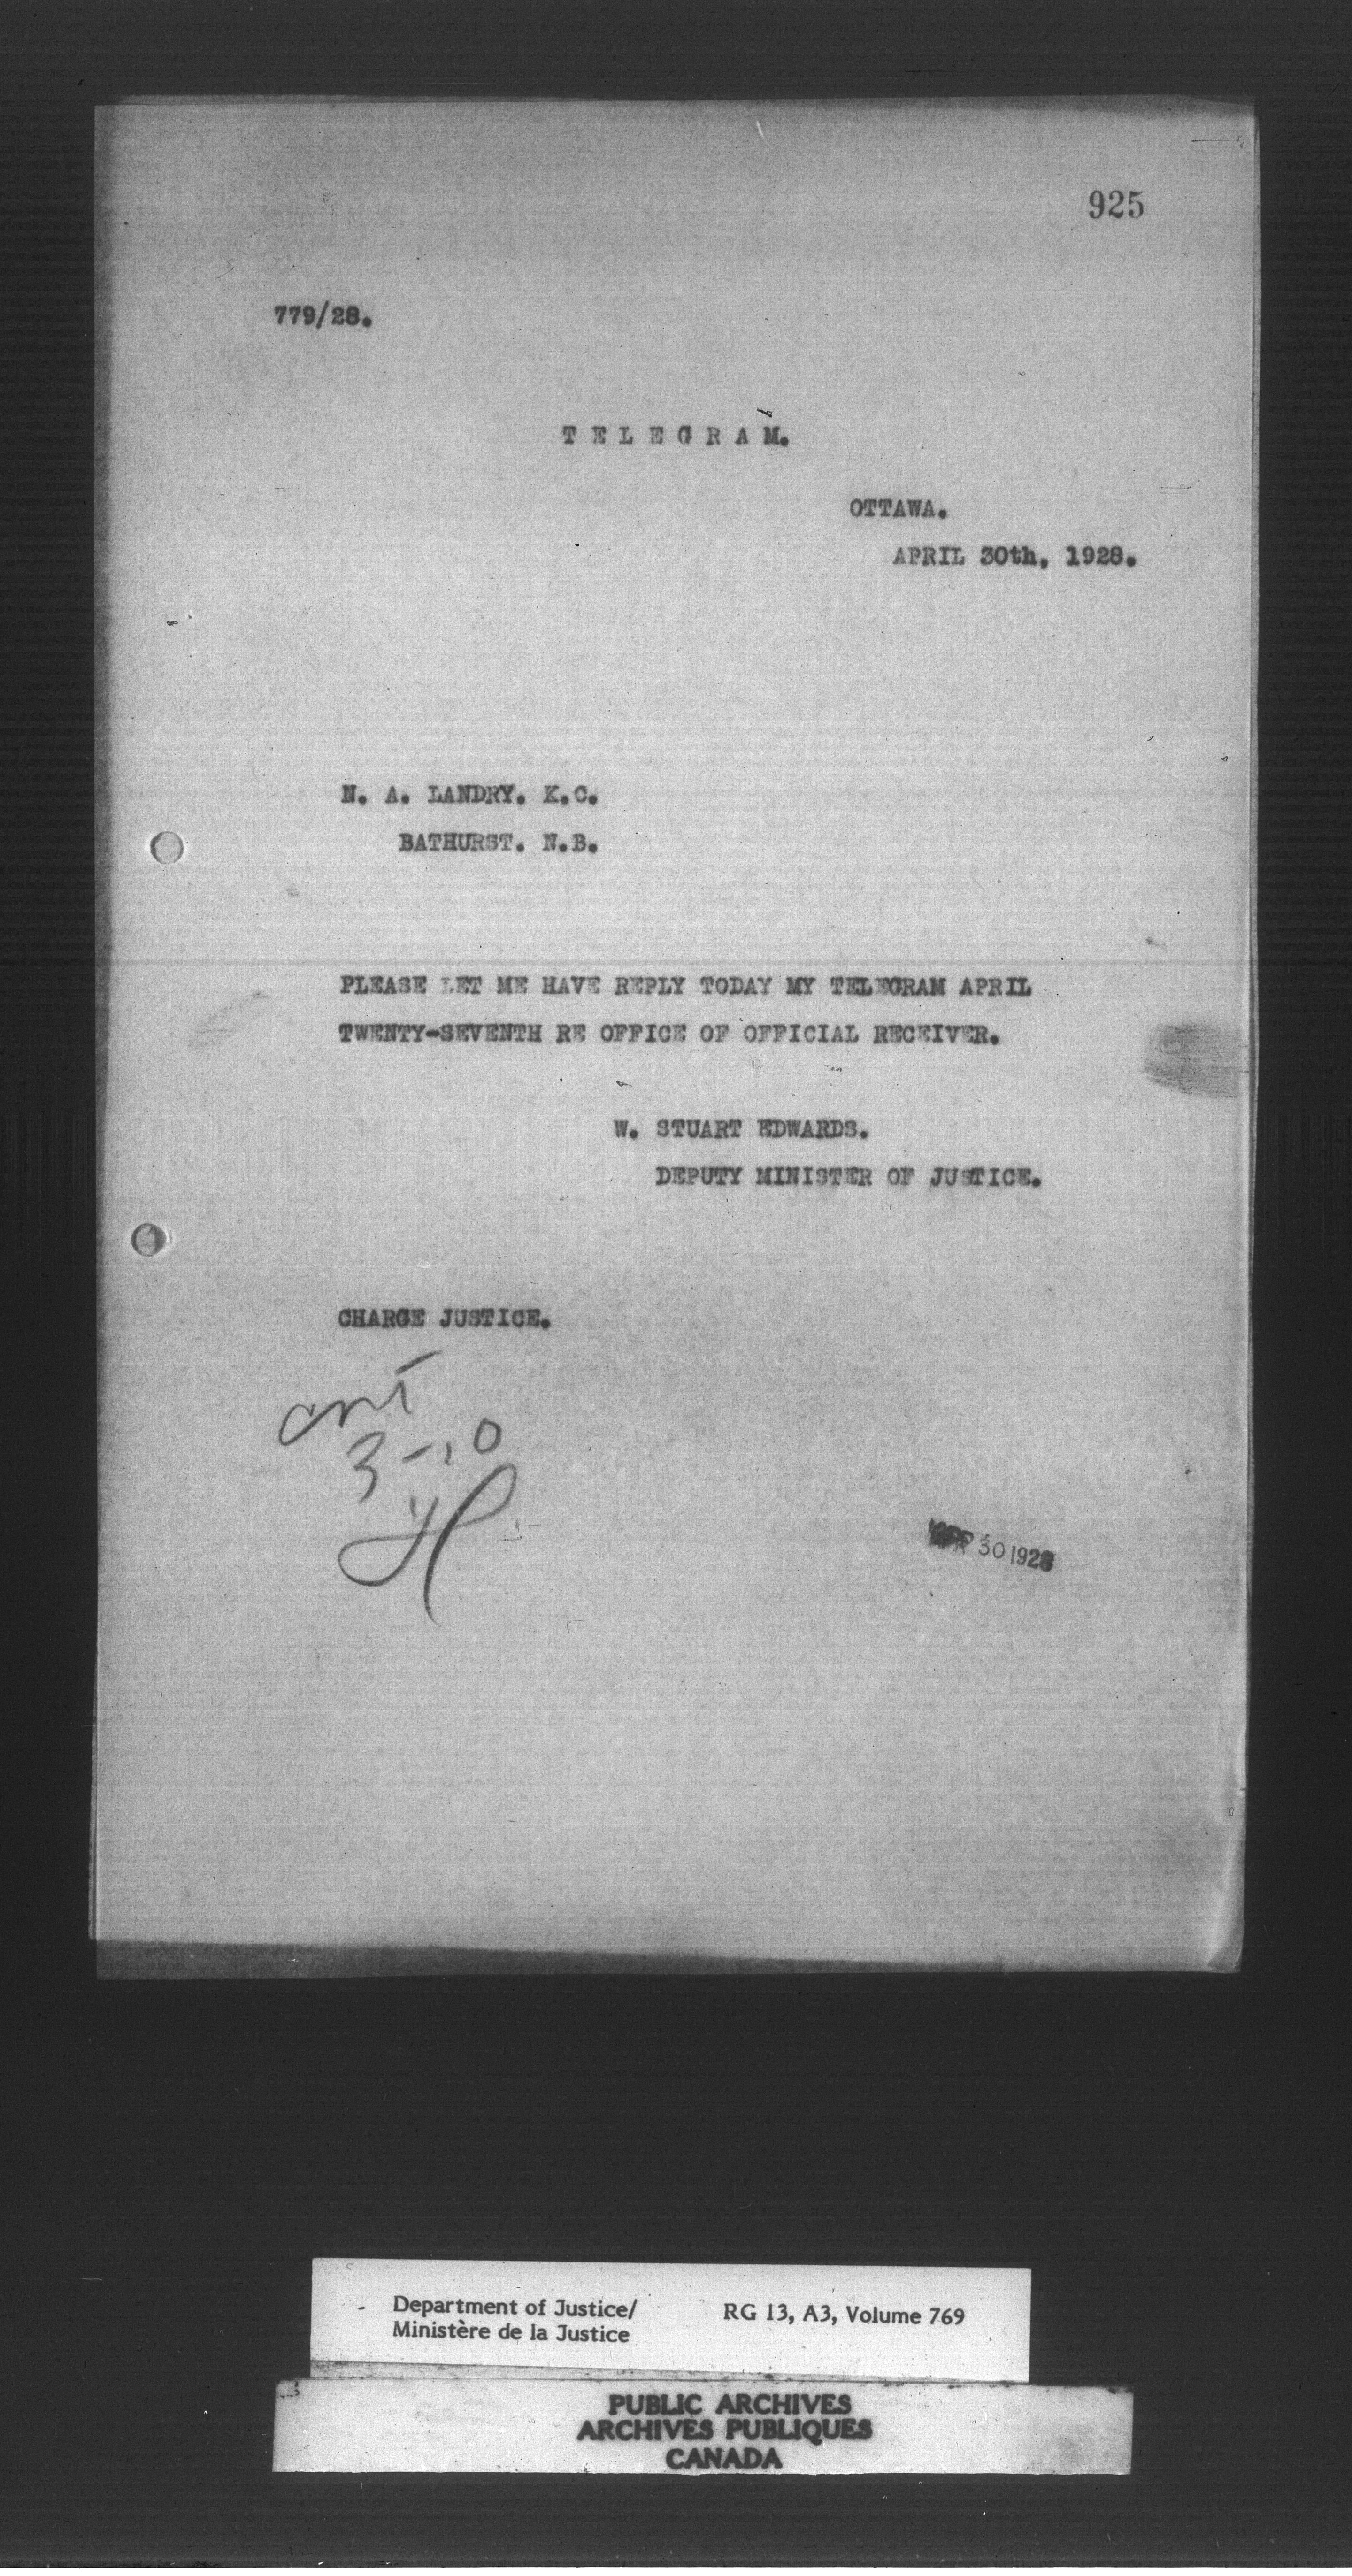 925
779/28.
TELEGRAM.
OTTAWA.
APRIL 30th, 1928.
N. A. LANDRY. K.C.
BATHURST. N.B.
PLEASE LET ME HAVE REPLY TODAY MY TELEGRAM APRIL
TWENTY-SEVENTH RE OFFICE OF OFFICIAL RECEIVER.
W. STUART EDWARDS.
DEPUTY MINISTER OF JUSTICE.
CHARGE JUSTICE.
APR 30 1928
Department of Justice/ RG 13, A3, Volume 769
Ministère de la Justice
PUBLIC ARCHIVES
ARCHIVES PUBLIQUES
CANADA